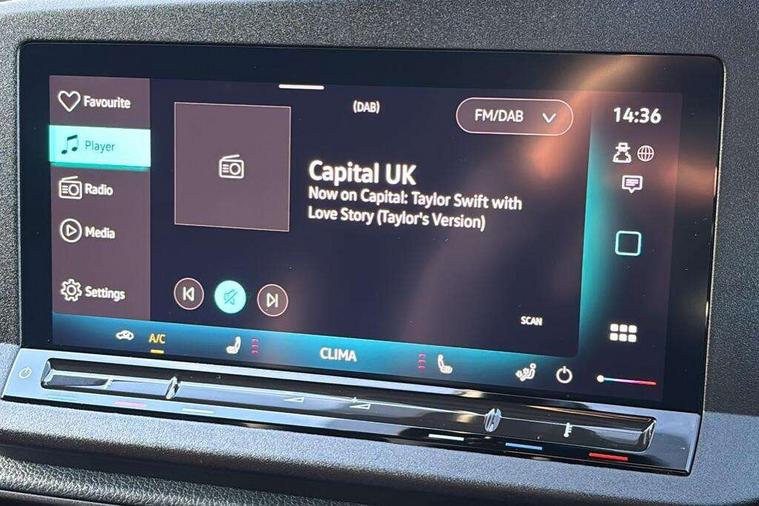 Favourite
Player
Radio
Media
Settings
(DAB)
FM/DAB
Capital UK
Now on Capital: Taylor Swift with
Love Story (Taylor's Version)
SCAN
14:36
A/C
CLIMA